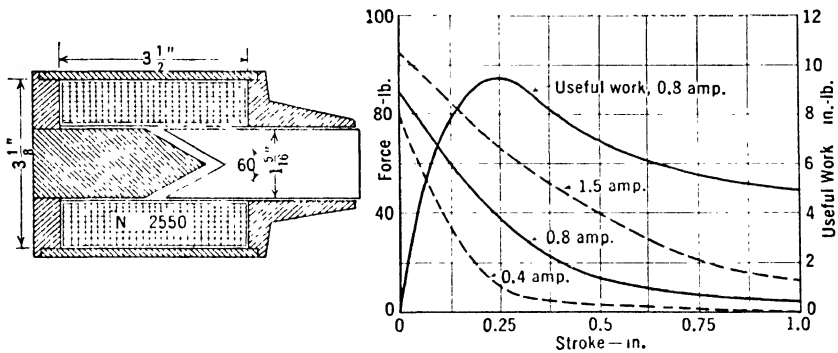 3 1/2"
3 1/8"
60
1 5/16"
N 2550
100
80
40
0
Force -lb.
12
10
8
6
4
2
0
Useful Work in.-lb.
Useful work, 0.8 amp.
1.5 amp.
0.8 amp.
0.4 amp.
0
0.25
0.5
0.75
1.0
Stroke — in.